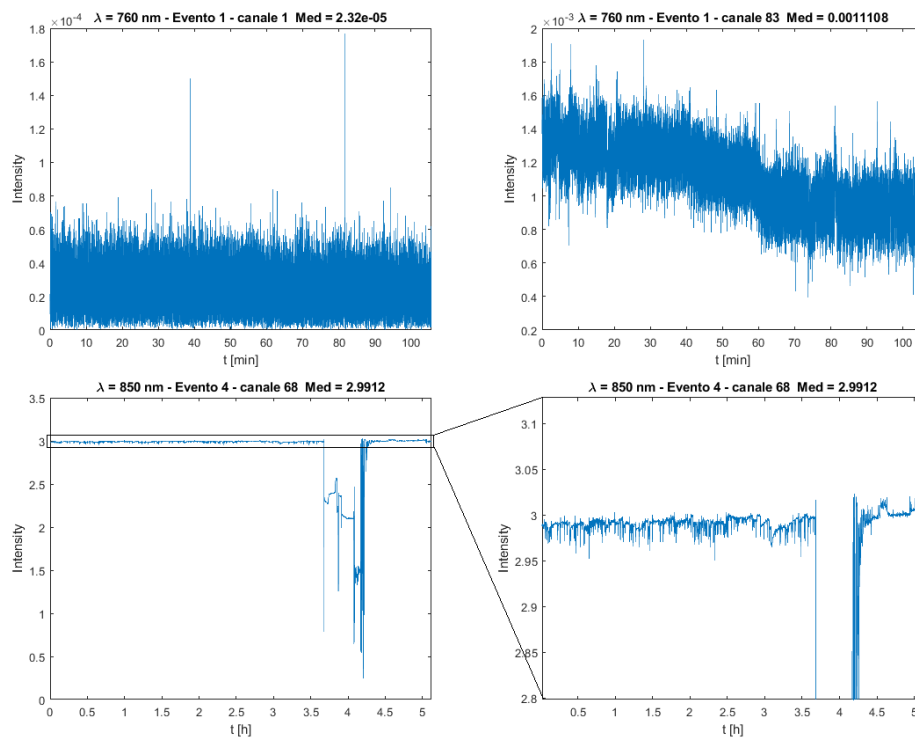 λ = 760 nm - Evento 1 - canale 1 Med = 2.32e-05
1.8 ×10⁻⁴
1.6
1.4
1.2
1
0.8
0.6
0.4
0.2
0
Intensity
0 10 20 30 40 50 60 70 80 90 100
t [min]
λ = 760 nm - Evento 1 - canale 83 Med = 0.0011108
2 ×10⁻³
1.8
1.6
1.4
1.2
1
0.8
0.6
0.4
0.2
Intensity
0 10 20 30 40 50 60 70 80 90 100
t [min]
λ = 850 nm - Evento 4 - canale 68 Med = 2.9912
3.5
3
2.5
2
1.5
1
0.5
0
Intensity
0 0.5 1 1.5 2 2.5 3 3.5 4 4.5 5
t [h]
λ = 850 nm - Evento 4 - canale 68 Med = 2.9912
3.1
3.05
3
2.95
2.9
2.85
2.8
Intensity
0.5 1 1.5 2 2.5 3 3.5 4 4.5 5
t [h]